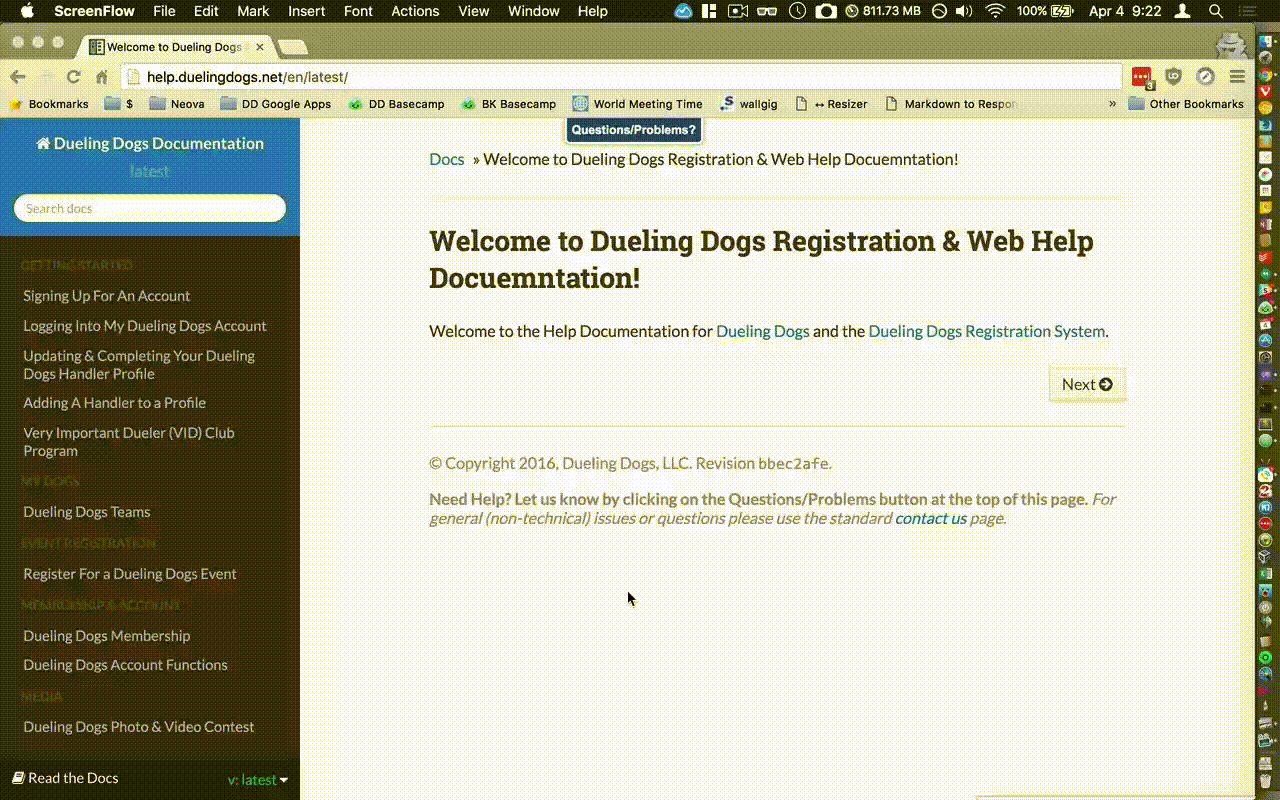 ScreenFlow File Edit Mark Insert Font Actions View Window Help 811.73 MB 100% Apr 4 9:22
Welcome to Dueling Dogs
help.duelingdogs.net/en/latest/
Bookmarks $ Neova DD Google Apps DD Basecamp BK Basecamp World Meeting Time wallgig ↔ Resizer Markdown to Respon » Other Bookmarks
Questions/Problems?
Dueling Dogs Documentation
latest
Search docs
GETTING STARTED
Signing Up For An Account
Logging Into My Dueling Dogs Account
Updating & Completing Your Dueling
Dogs Handler Profile
Adding A Handler to a Profile
Very Important Dueler (VID) Club
Program
MY DOGS
Dueling Dogs Teams
EVENT REGISTRATION
Register For a Dueling Dogs Event
MEMBERSHIP & ACCOUNT
Dueling Dogs Membership
Dueling Dogs Account Functions
MEDIA
Dueling Dogs Photo & Video Contest
Read the Docs v: latest
Docs » Welcome to Dueling Dogs Registration & Web Help Docuemntation!
Welcome to Dueling Dogs Registration & Web Help
Docuemntation!
Welcome to the Help Documentation for Dueling Dogs and the Dueling Dogs Registration System.
Next
© Copyright 2016, Dueling Dogs, LLC. Revision bbec2afe.
Need Help? Let us know by clicking on the Questions/Problems button at the top of this page. For
general (non-technical) issues or questions please use the standard contact us page.